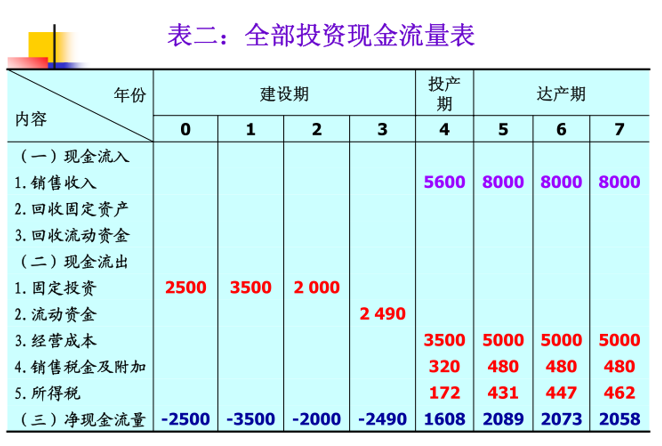 表二：全部投资现金流量表
年份 内容 建设期 投产期 达产期
0 1 2 3 4 5 6 7
（一）现金流入
1.销售收入 5600 8000 8000 8000
2.回收固定资产
3.回收流动资金
（二）现金流出
1.固定投资 2500 3500 2 000
2.流动资金 2 490
3.经营成本 3500 5000 5000 5000
4.销售税金及附加 320 480 480 480
5.所得税 172 431 447 462
（三）净现金流量 -2500 -3500 -2000 -2490 1608 2089 2073 2058